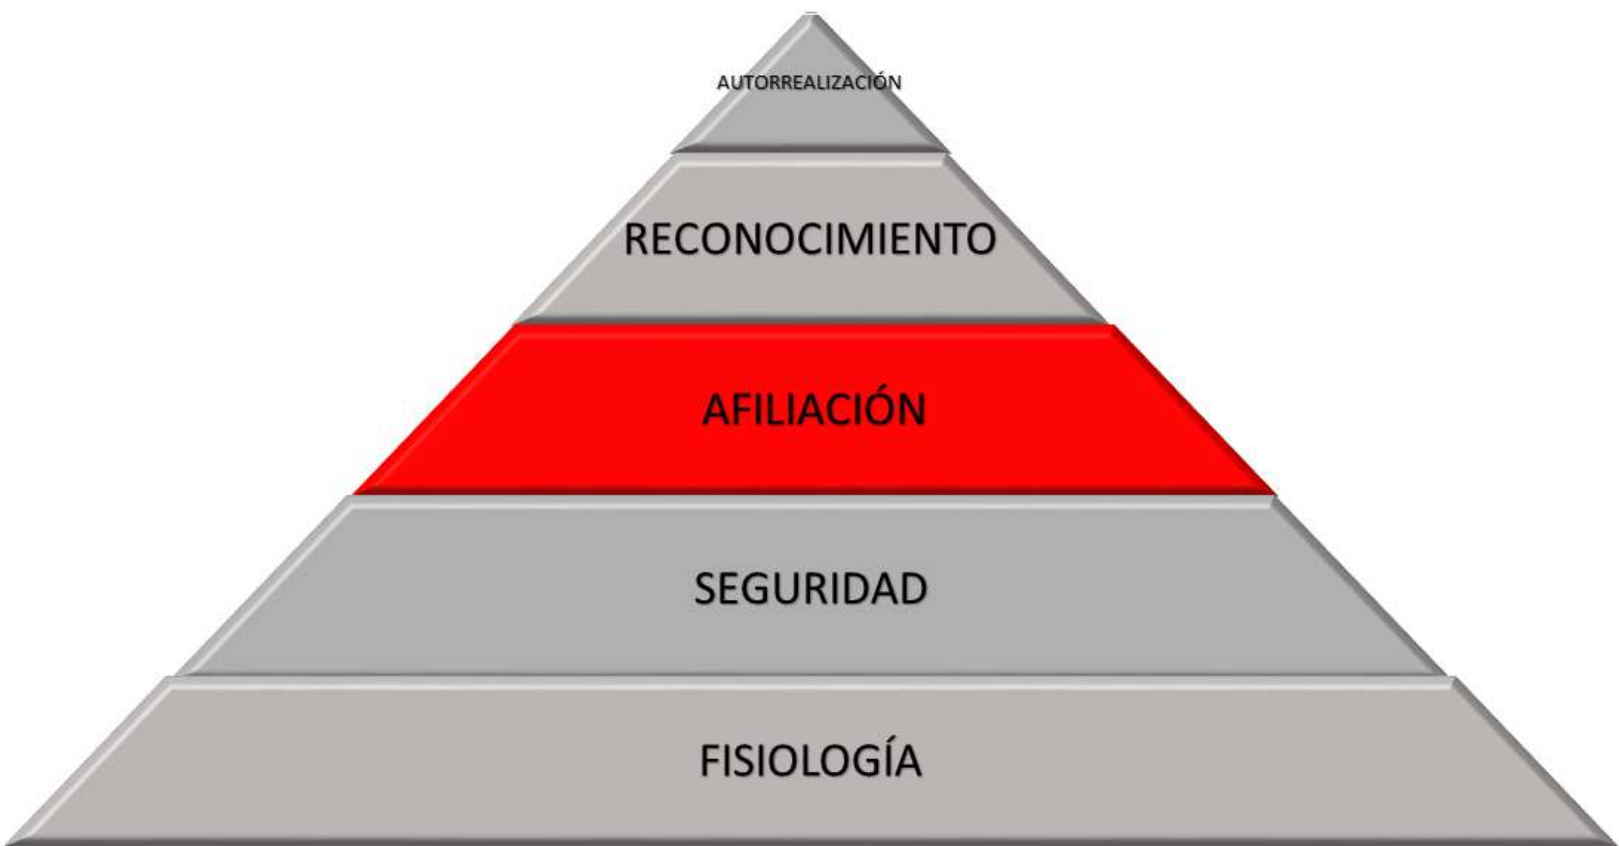 AUTORREALIZACIÓN
RECONOCIMIENTO
AFILIACIÓN
SEGURIDAD
FISIOLOGÍA